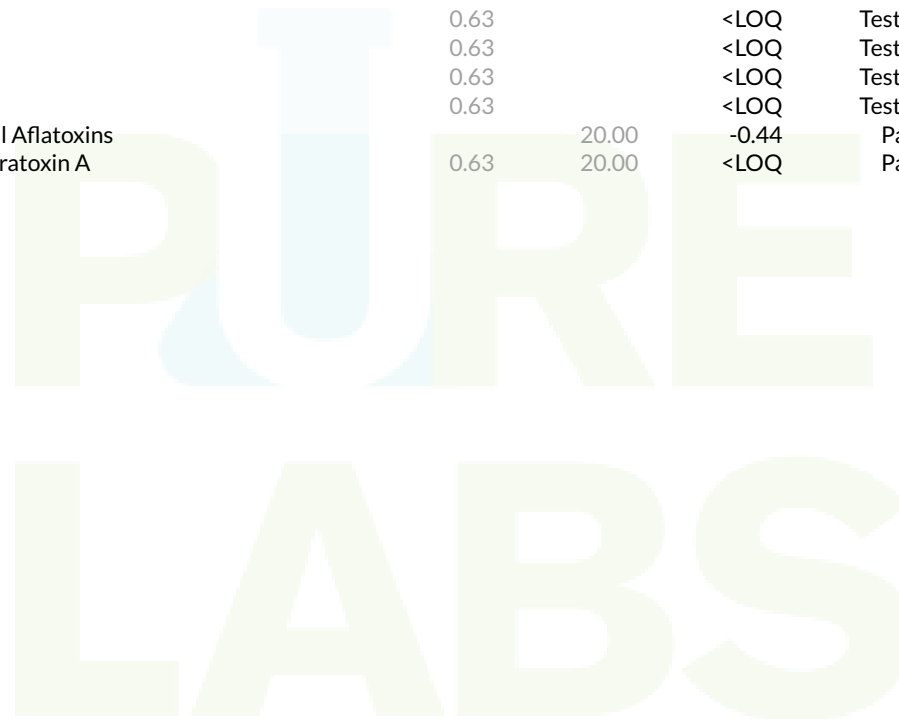 0.63 <LOQ Test
0.63 <LOQ Test
0.63 <LOQ Test
0.63 <LOQ Test
l Aflatoxins 20.00 -0.44 Pa
ratoxin A 0.63 20.00 <LOQ Pa
PURE
LABS